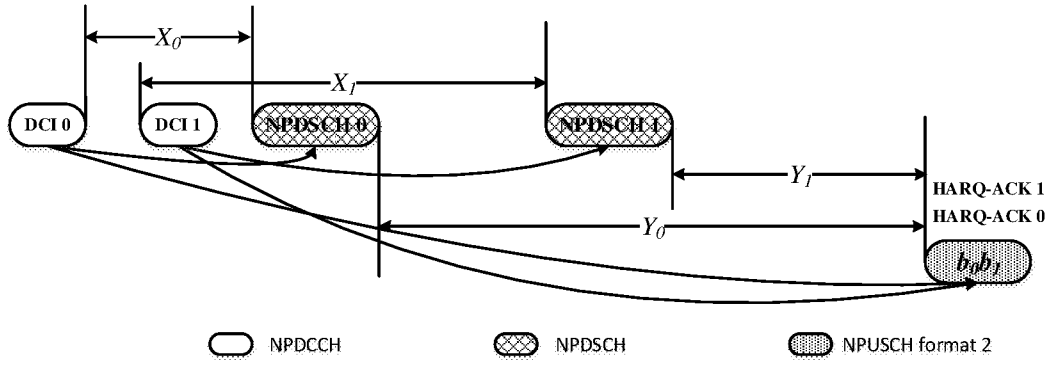 X₀
X₁
DCI 0
DCI 1
NPDSCH 0
NPDSCH 1
Y₁
HARQ-ACK 1
Y₀
HARQ-ACK 0
b₀b₁
NPDCCH
NPDSCH
NPUSCH format 2